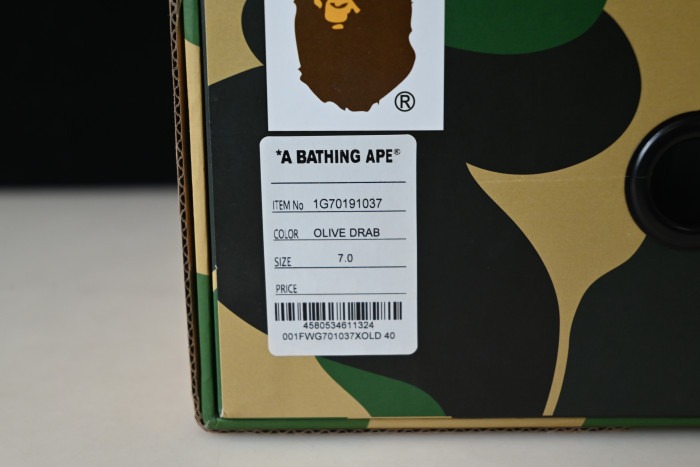 ®
*A BATHING APE®
ITEM No 1G70191037
COLOR OLIVE DRAB
SIZE 7.0
PRICE
4580534611324
001FWG701037XOLD 40